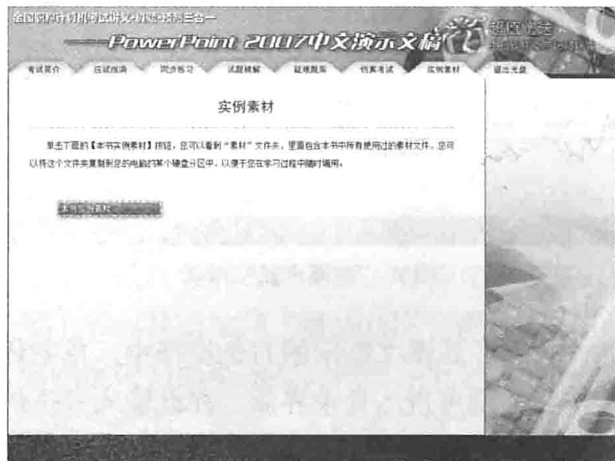 全国职称计算机考试讲义·真题·预测三合一
——PowerPoint 2007中文演示文稿
考试简介 应试指南 同步练习 试题精解 疑难题库 仿真考试 实例素材 退出光盘
实例素材
单击下面的【本书实例素材】按钮，您可以看到“素材”文件夹，里面包含本书中所有使用过的素材文件，您可
以将这个文件夹复制到您的电脑的某个硬盘分区中，以便于您在学习过程中随时调用。
本书实例素材